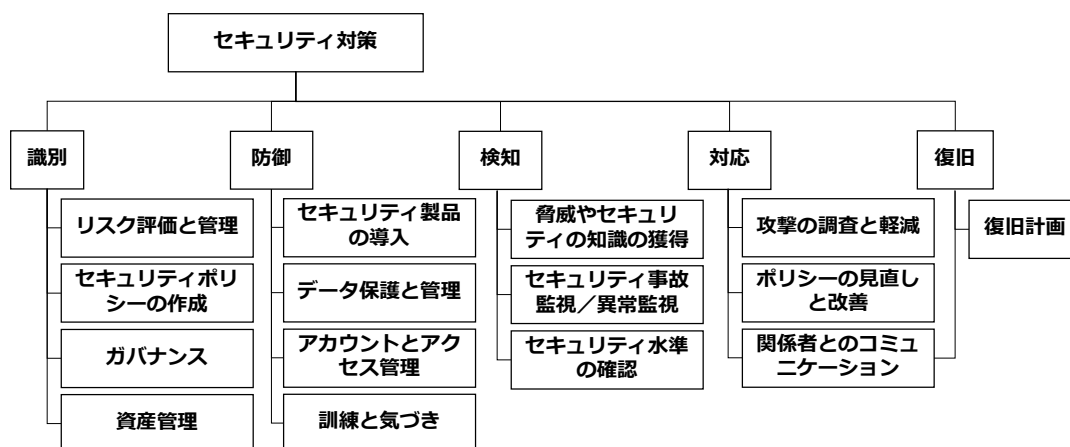 セキュリティ対策
識別
防御
検知
対応
復旧
リスク評価と管理
セキュリティポリ
シーの作成
ガバナンス
資産管理
セキュリティ製品
の導入
データ保護と管理
アカウントとアク
セス管理
訓練と気づき
脅威やセキュリ
ティの知識の獲得
セキュリティ事故
監視／異常監視
セキュリティ水準
の確認
攻撃の調査と軽減
ポリシーの見直し
と改善
関係者とのコミュ
ニケーション
復旧計画